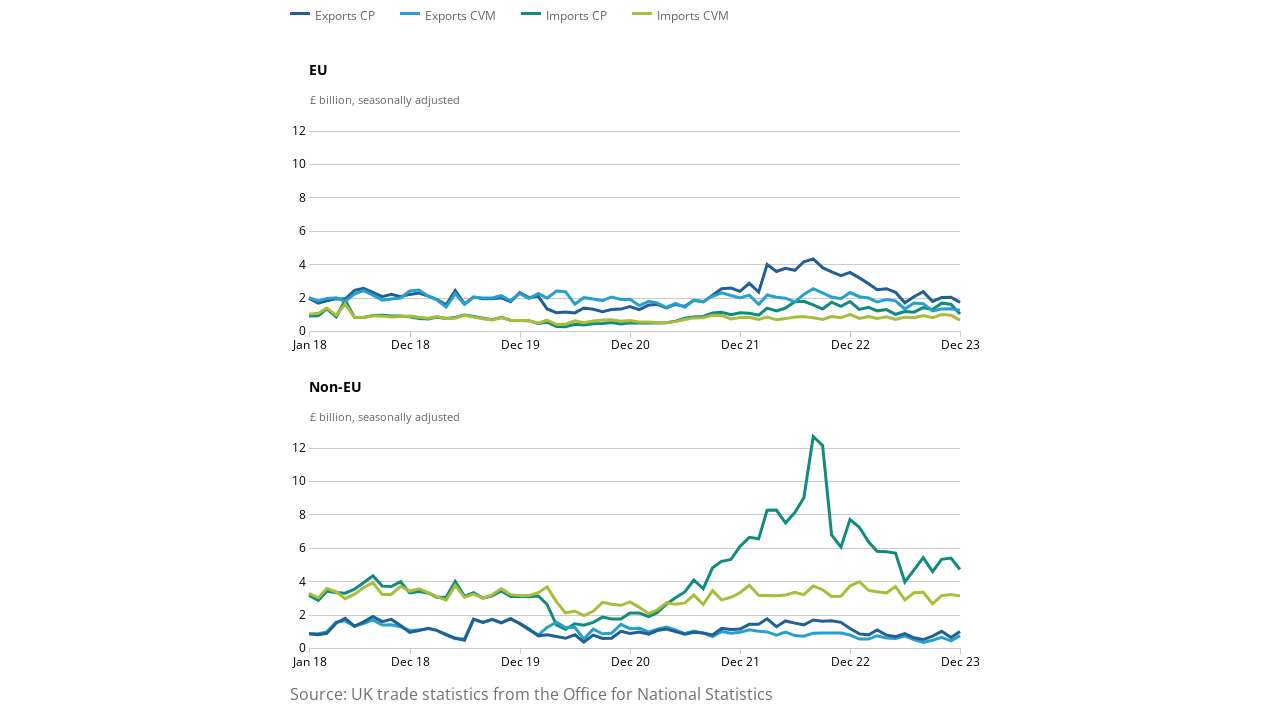 Exports CP Exports CVM Imports CP Imports CVM
EU
£ billion, seasonally adjusted
12
10
8
6
4
2
0
Jan 18 Dec 18 Dec 19 Dec 20 Dec 21 Dec 22 Dec 23
Non-EU
£ billion, seasonally adjusted
12
10
8
6
4
2
0
Jan 18 Dec 18 Dec 19 Dec 20 Dec 21 Dec 22 Dec 23
Source: UK trade statistics from the Office for National Statistics